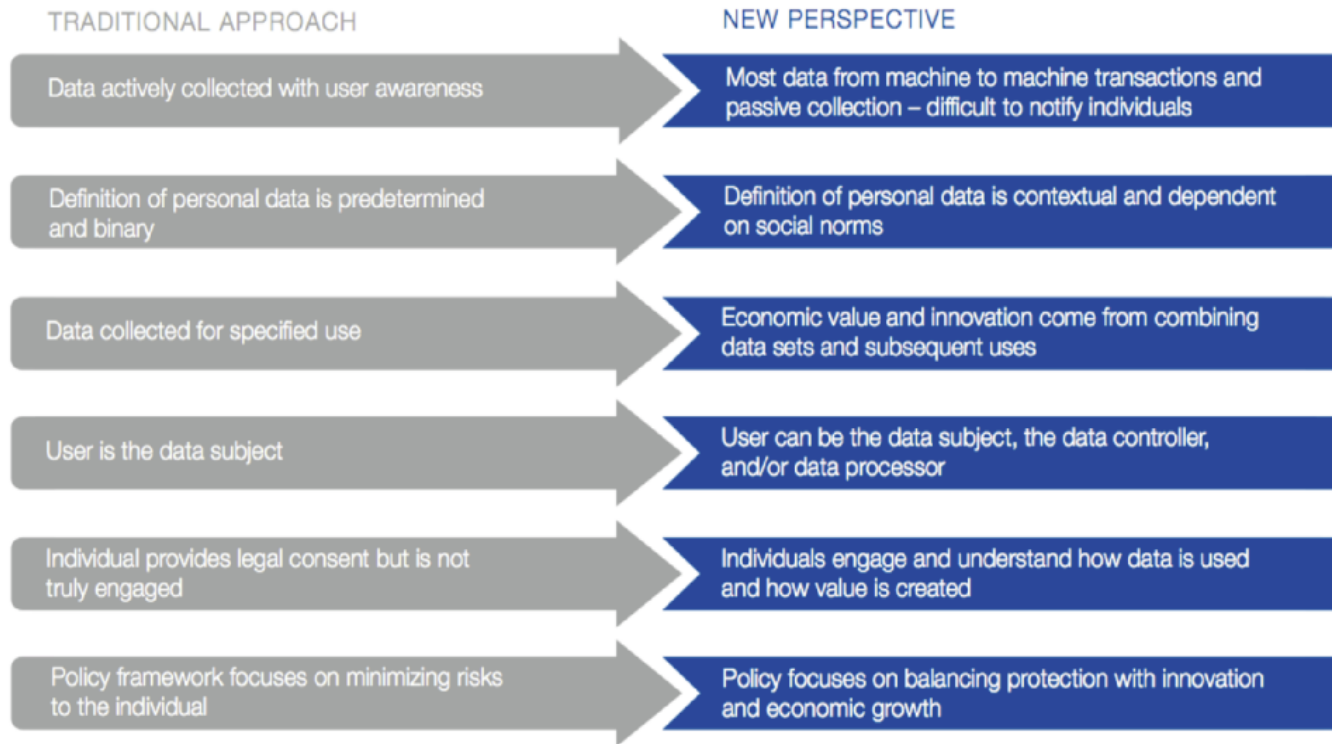 TRADITIONAL APPROACH
NEW PERSPECTIVE
Data actively collected with user awareness
Most data from machine to machine transactions and
passive collection – difficult to notify individuals
Definition of personal data is predetermined
and binary
Definition of personal data is contextual and dependent
on social norms
Data collected for specified use
Economic value and innovation come from combining
data sets and subsequent uses
User is the data subject
User can be the data subject, the data controller,
and/or data processor
Individual provides legal consent but is not
truly engaged
Individuals engage and understand how data is used
and how value is created
Policy framework focuses on minimizing risks
to the individual
Policy focuses on balancing protection with innovation
and economic growth